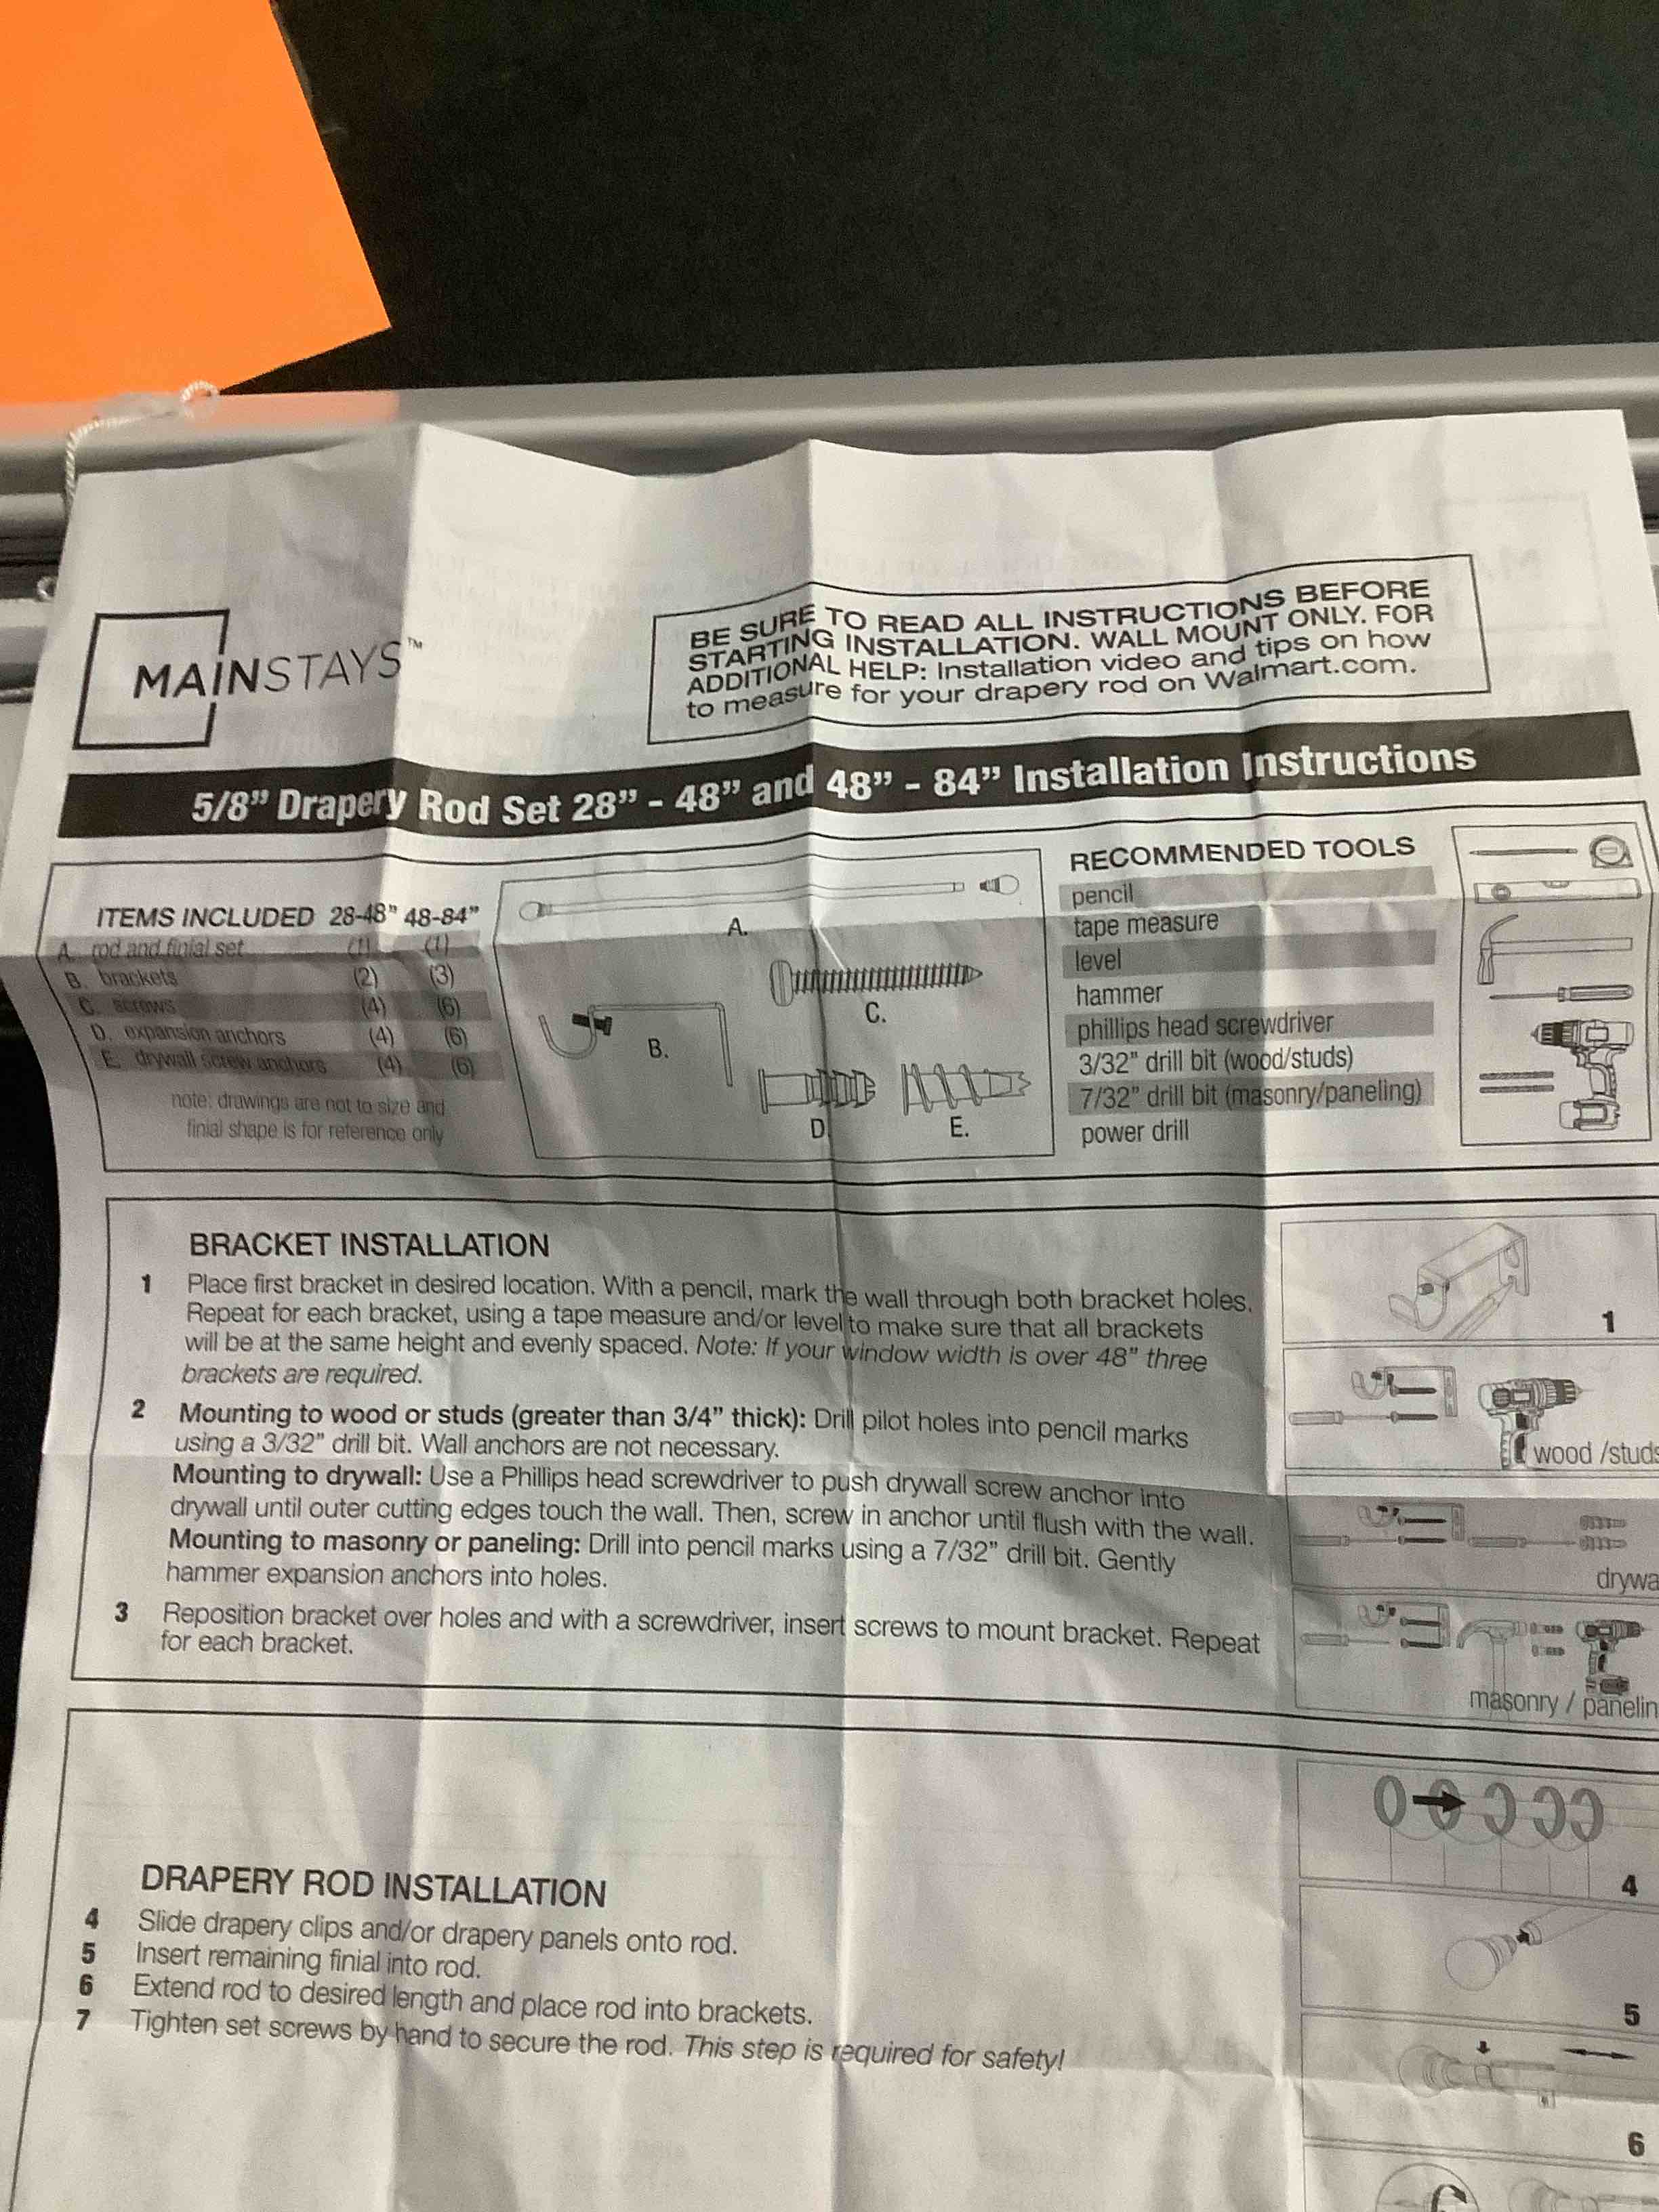 MAINSTAYS™
BE SURE TO READ ALL INSTRUCTIONS BEFORE
STARTING INSTALLATION. WALL MOUNT ONLY. FOR
ADDITIONAL HELP: Installation video and tips on how
to measure for your drapery rod on Walmart.com.
5/8” Drapery Rod Set 28” - 48” and 48” - 84” Installation Instructions
ITEMS INCLUDED 28-48” 48-84”
A. rod and finial set (1) (1)
B. brackets (2) (3)
C. screws (4) (6)
D. expansion anchors (4) (6)
E. drywall screw anchors (4) (6)
note: drawings are not to size and
finial shape is for reference only
A.
B.
C.
D.
E.
RECOMMENDED TOOLS
pencil
tape measure
level
hammer
phillips head screwdriver
3/32” drill bit (wood/studs)
7/32” drill bit (masonry/paneling)
power drill
BRACKET INSTALLATION
1 Place first bracket in desired location. With a pencil, mark the wall through both bracket holes.
Repeat for each bracket, using a tape measure and/or level to make sure that all brackets
will be at the same height and evenly spaced. Note: If your window width is over 48” three
brackets are required.
2 Mounting to wood or studs (greater than 3/4” thick): Drill pilot holes into pencil marks
using a 3/32” drill bit. Wall anchors are not necessary.
Mounting to drywall: Use a Phillips head screwdriver to push drywall screw anchor into
drywall until outer cutting edges touch the wall. Then, screw in anchor until flush with the wall.
Mounting to masonry or paneling: Drill into pencil marks using a 7/32” drill bit. Gently
hammer expansion anchors into holes.
3 Reposition bracket over holes and with a screwdriver, insert screws to mount bracket. Repeat
for each bracket.
1
wood /studs
drywa
masonry / panelin
DRAPERY ROD INSTALLATION
4 Slide drapery clips and/or drapery panels onto rod.
5 Insert remaining finial into rod.
6 Extend rod to desired length and place rod into brackets.
7 Tighten set screws by hand to secure the rod. This step is required for safety!
4
5
6